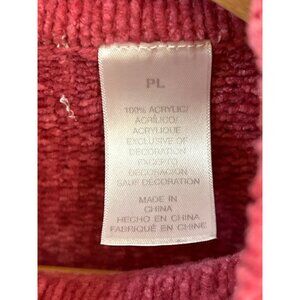 PL
100% ACRYLIC/
ACRÍLICO/
ACRYLIQUE
EXCLUSIVE OF
DECORATION
EXCEPTO
DECORACION
SAUF DECORATION
MADE IN
CHINA
HECHO EN CHINA
FABRIQUÉ EN CHINE